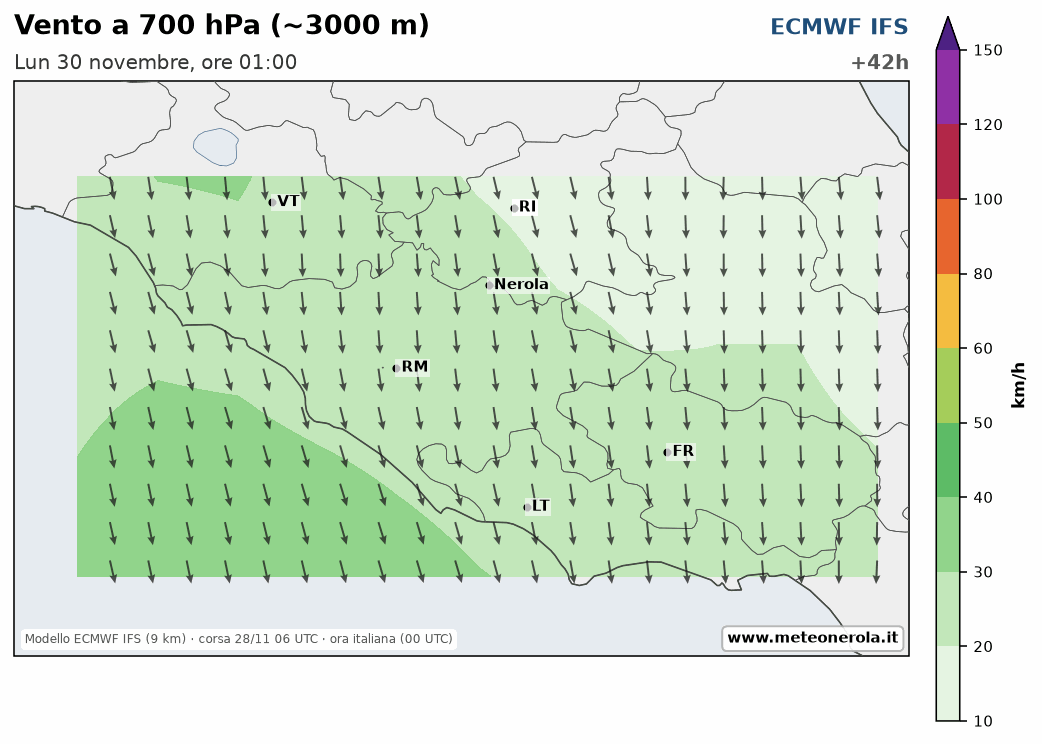 Vento a 700 hPa (~3000 m)
ECMWF IFS
Lun 30 novembre, ore 01:00
+42h
VT
RI
Nerola
RM
FR
LT
150
120
100
80
60
50
40
30
20
10
km/h
Modello ECMWF IFS (9 km) · corsa 28/11 06 UTC · ora italiana (00 UTC)
www.meteonerola.it